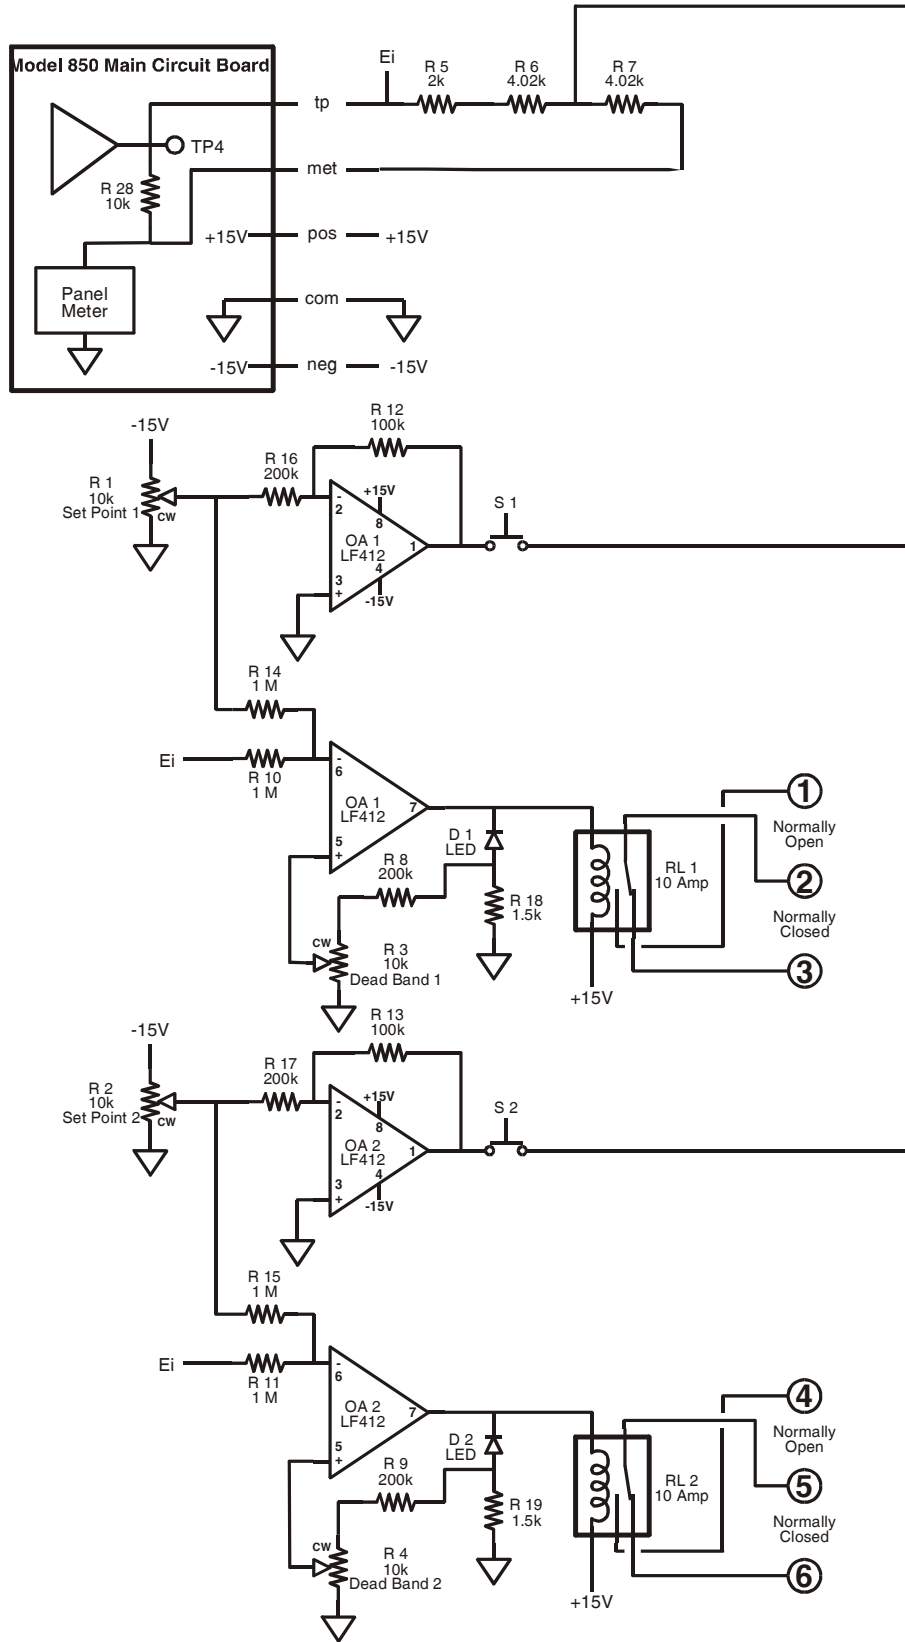 Model 850 Main Circuit Board
Ei
R 5
2k
R 6
4.02k
R 7
4.02k
tp
TP4
met
R 28
10k
+15V
pos
+15V
Panel
Meter
com
-15V
neg
-15V
-15V
R 12
100k
R 16
200k
R 1
10k
Set Point 1
CW
-
2
+15V
8
OA 1
LF412
1
4
-15V
3
+
S 1
R 14
1 M
Ei
R 10
1 M
-
6
OA 1
LF412
7
5
+
D 1
LED
R 8
200k
R 18
1.5k
CW
R 3
10k
Dead Band 1
RL 1
10 Amp
+15V
1
Normally
Open
2
Normally
Closed
3
-15V
R 13
100k
R 17
200k
R 2
10k
Set Point 2
CW
-
2
+15V
8
OA 2
LF412
1
4
-15V
3
+
S 2
R 15
1 M
Ei
R 11
1 M
-
6
OA 2
LF412
7
5
+
D 2
LED
R 9
200k
R 19
1.5k
CW
R 4
10k
Dead Band 2
RL 2
10 Amp
+15V
4
Normally
Open
5
Normally
Closed
6